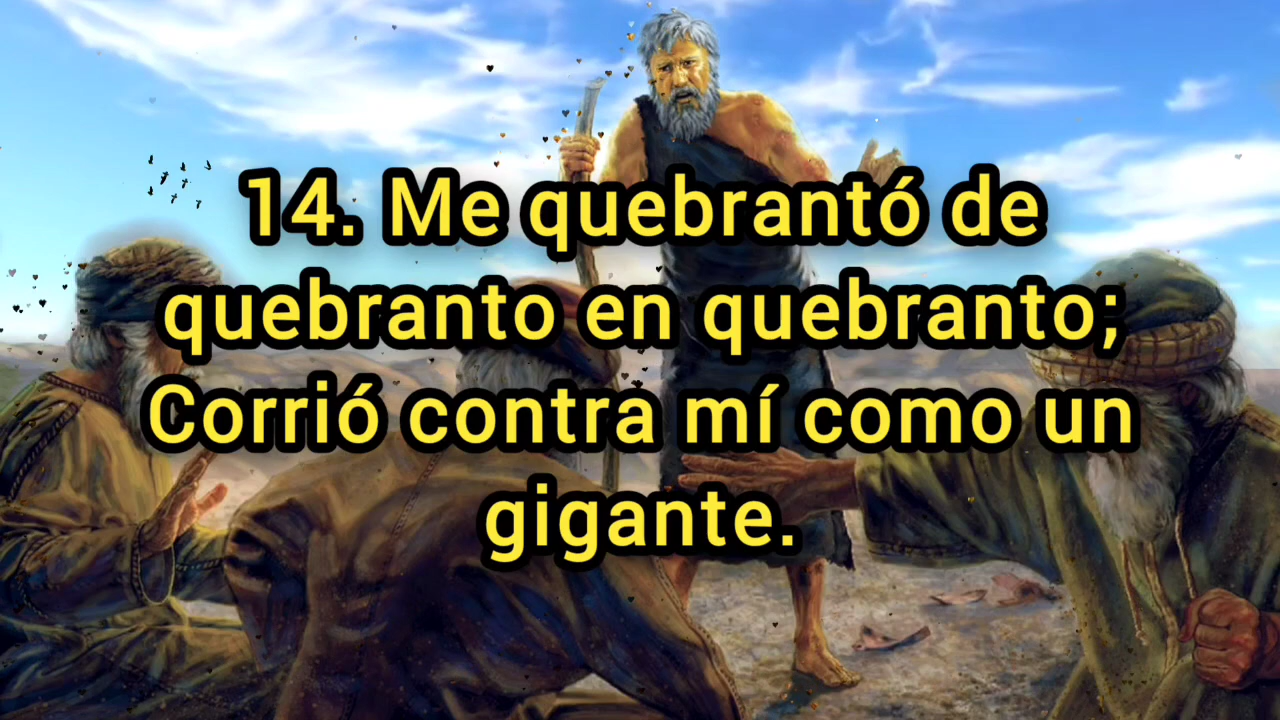 14. Me quebrantó de
quebranto en quebranto;
Corrió contra mí como un
gigante.